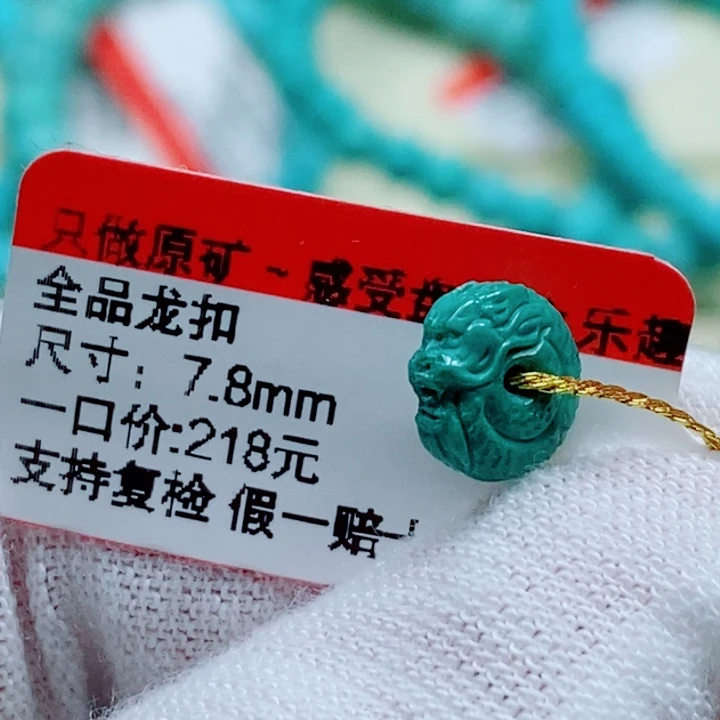 只做原矿~感受盘 乐趣
全品龙扣
尺寸：7.8mm
一口价:218元
支持复检 假一赔